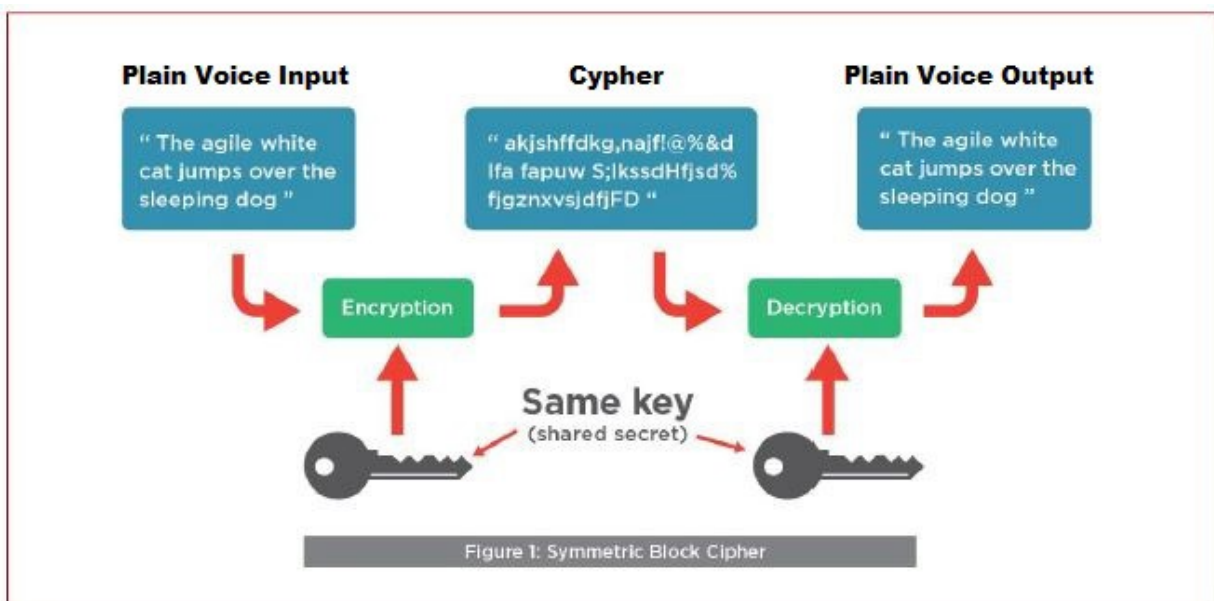 Plain Voice Input
Cypher
Plain Voice Output
“ The agile white
cat jumps over the
sleeping dog ”
“ akjshffdkg,najf!@%&d
lfa fapuw S;lkssdHfjsd%
fjgznxvsjdfjFD “
“ The agile white
cat jumps over the
sleeping dog ”
Encryption
Decryption
Same key
(shared secret)
Figure 1: Symmetric Block Cipher